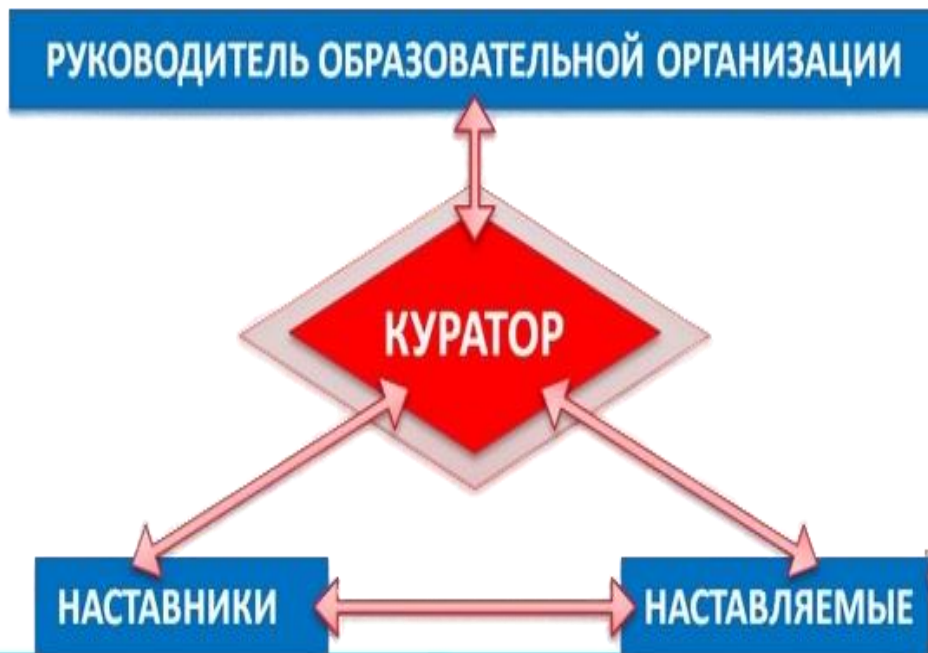 РУКОВОДИТЕЛЬ ОБРАЗОВАТЕЛЬНОЙ ОРГАНИЗАЦИИ
КУРАТОР
НАСТАВНИКИ
НАСТАВЛЯЕМЫЕ